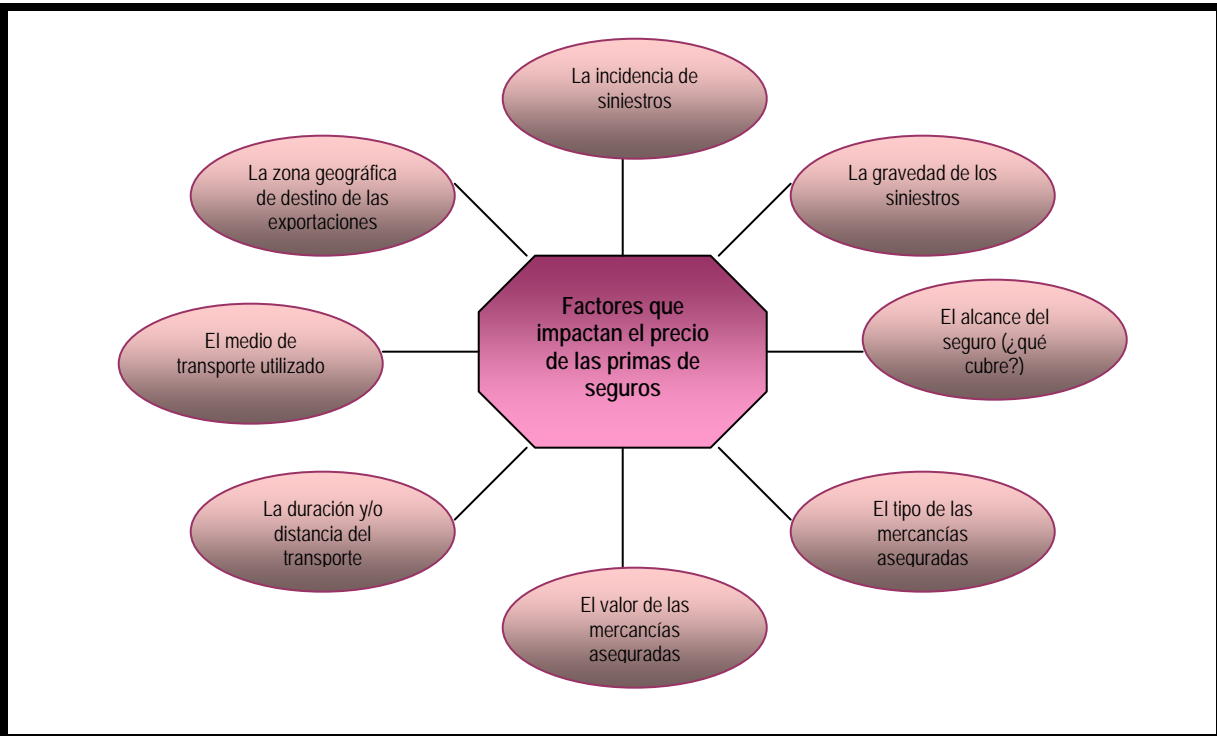 La incidencia de
siniestros
La zona geográfica
de destino de las
exportaciones
La gravedad de los
siniestros
Factores que
impactan el precio
de las primas de
seguros
El alcance del
seguro (¿qué
cubre?)
El medio de
transporte utilizado
La duración y/o
distancia del
transporte
El tipo de las
mercancías
aseguradas
El valor de las
mercancías
aseguradas